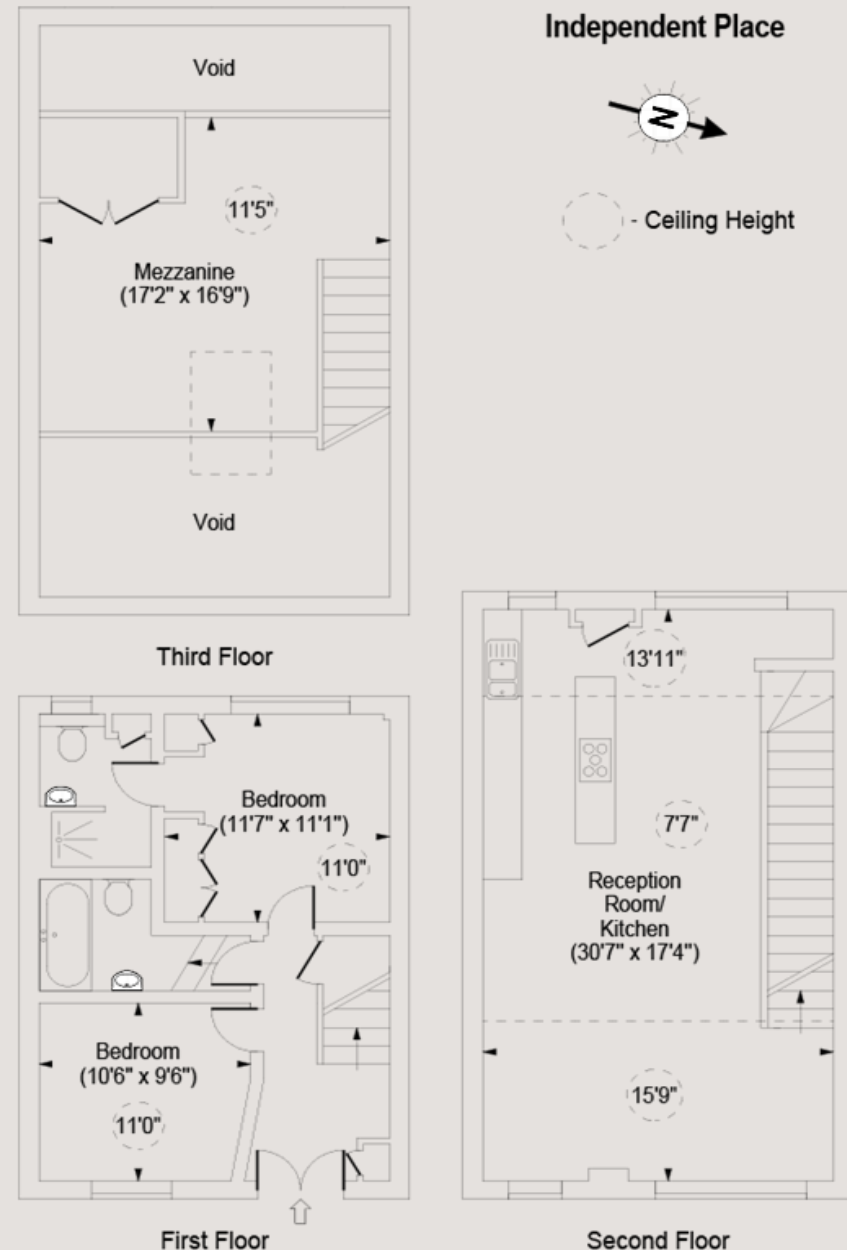 Independent Place
N
- Ceiling Height
Void
11'5"
Mezzanine
(17'2" x 16'9")
Void
Third Floor
Bedroom
(11'7" x 11'1")
11'0"
Bedroom
(10'6" x 9'6")
11'0"
First Floor
13'11"
7'7"
Reception
Room/
Kitchen
(30'7" x 17'4")
15'9"
Second Floor